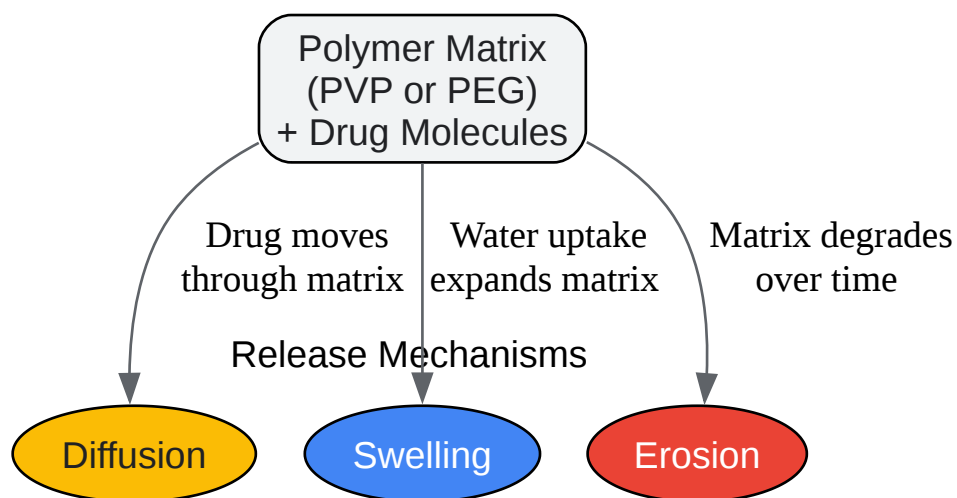 Polymer Matrix
(PVP or PEG)
+ Drug Molecules
Drug moves
through matrix
Water uptake
expands matrix
Matrix degrades
over time
Release Mechanisms
Diffusion
Swelling
Erosion